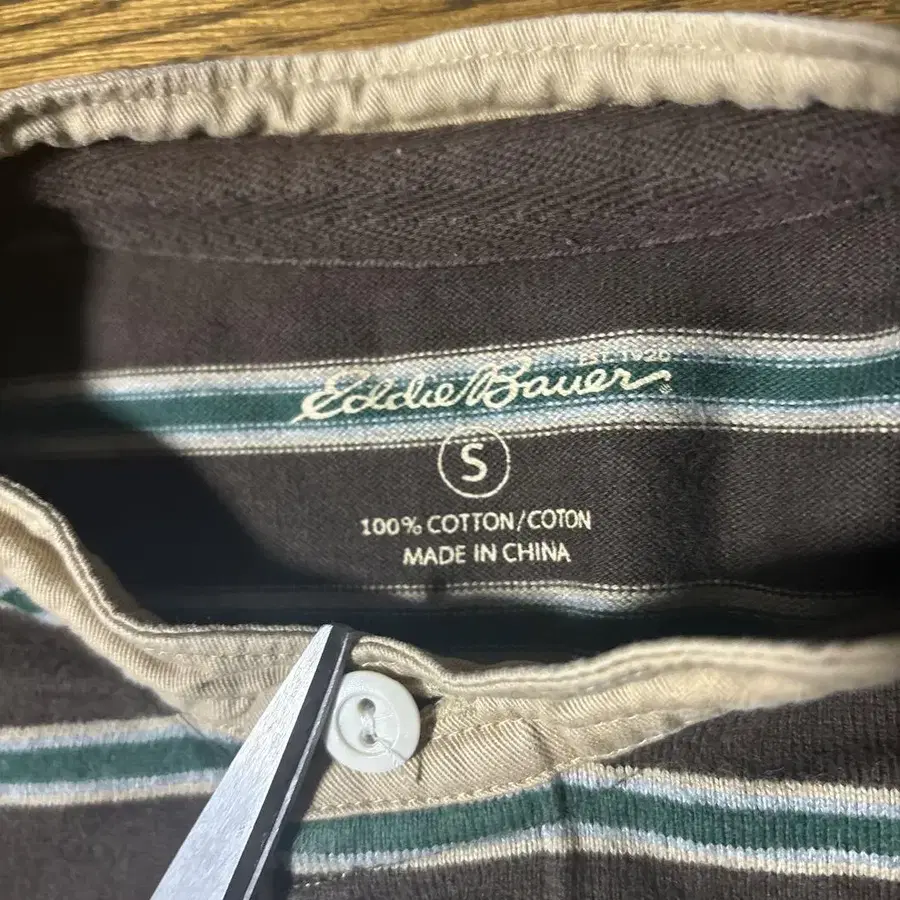 EST. 1920
Eddie Bauer
S
100% COTTON/COTON
MADE IN CHINA